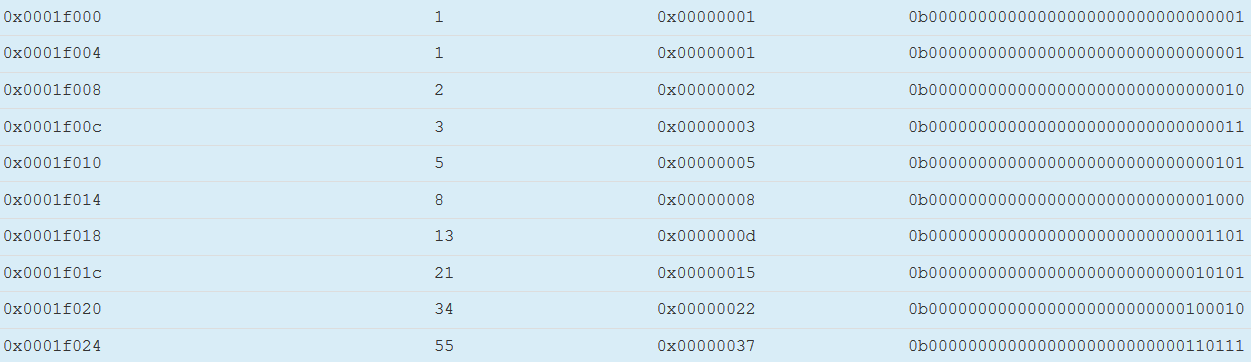 0x0001f000 1 0x00000001 0b00000000000000000000000000000001
0x0001f004 1 0x00000001 0b00000000000000000000000000000001
0x0001f008 2 0x00000002 0b00000000000000000000000000000010
0x0001f00c 3 0x00000003 0b00000000000000000000000000000011
0x0001f010 5 0x00000005 0b00000000000000000000000000000101
0x0001f014 8 0x00000008 0b00000000000000000000000000001000
0x0001f018 13 0x0000000d 0b00000000000000000000000000001101
0x0001f01c 21 0x00000015 0b00000000000000000000000000010101
0x0001f020 34 0x00000022 0b00000000000000000000000000100010
0x0001f024 55 0x00000037 0b00000000000000000000000000110111